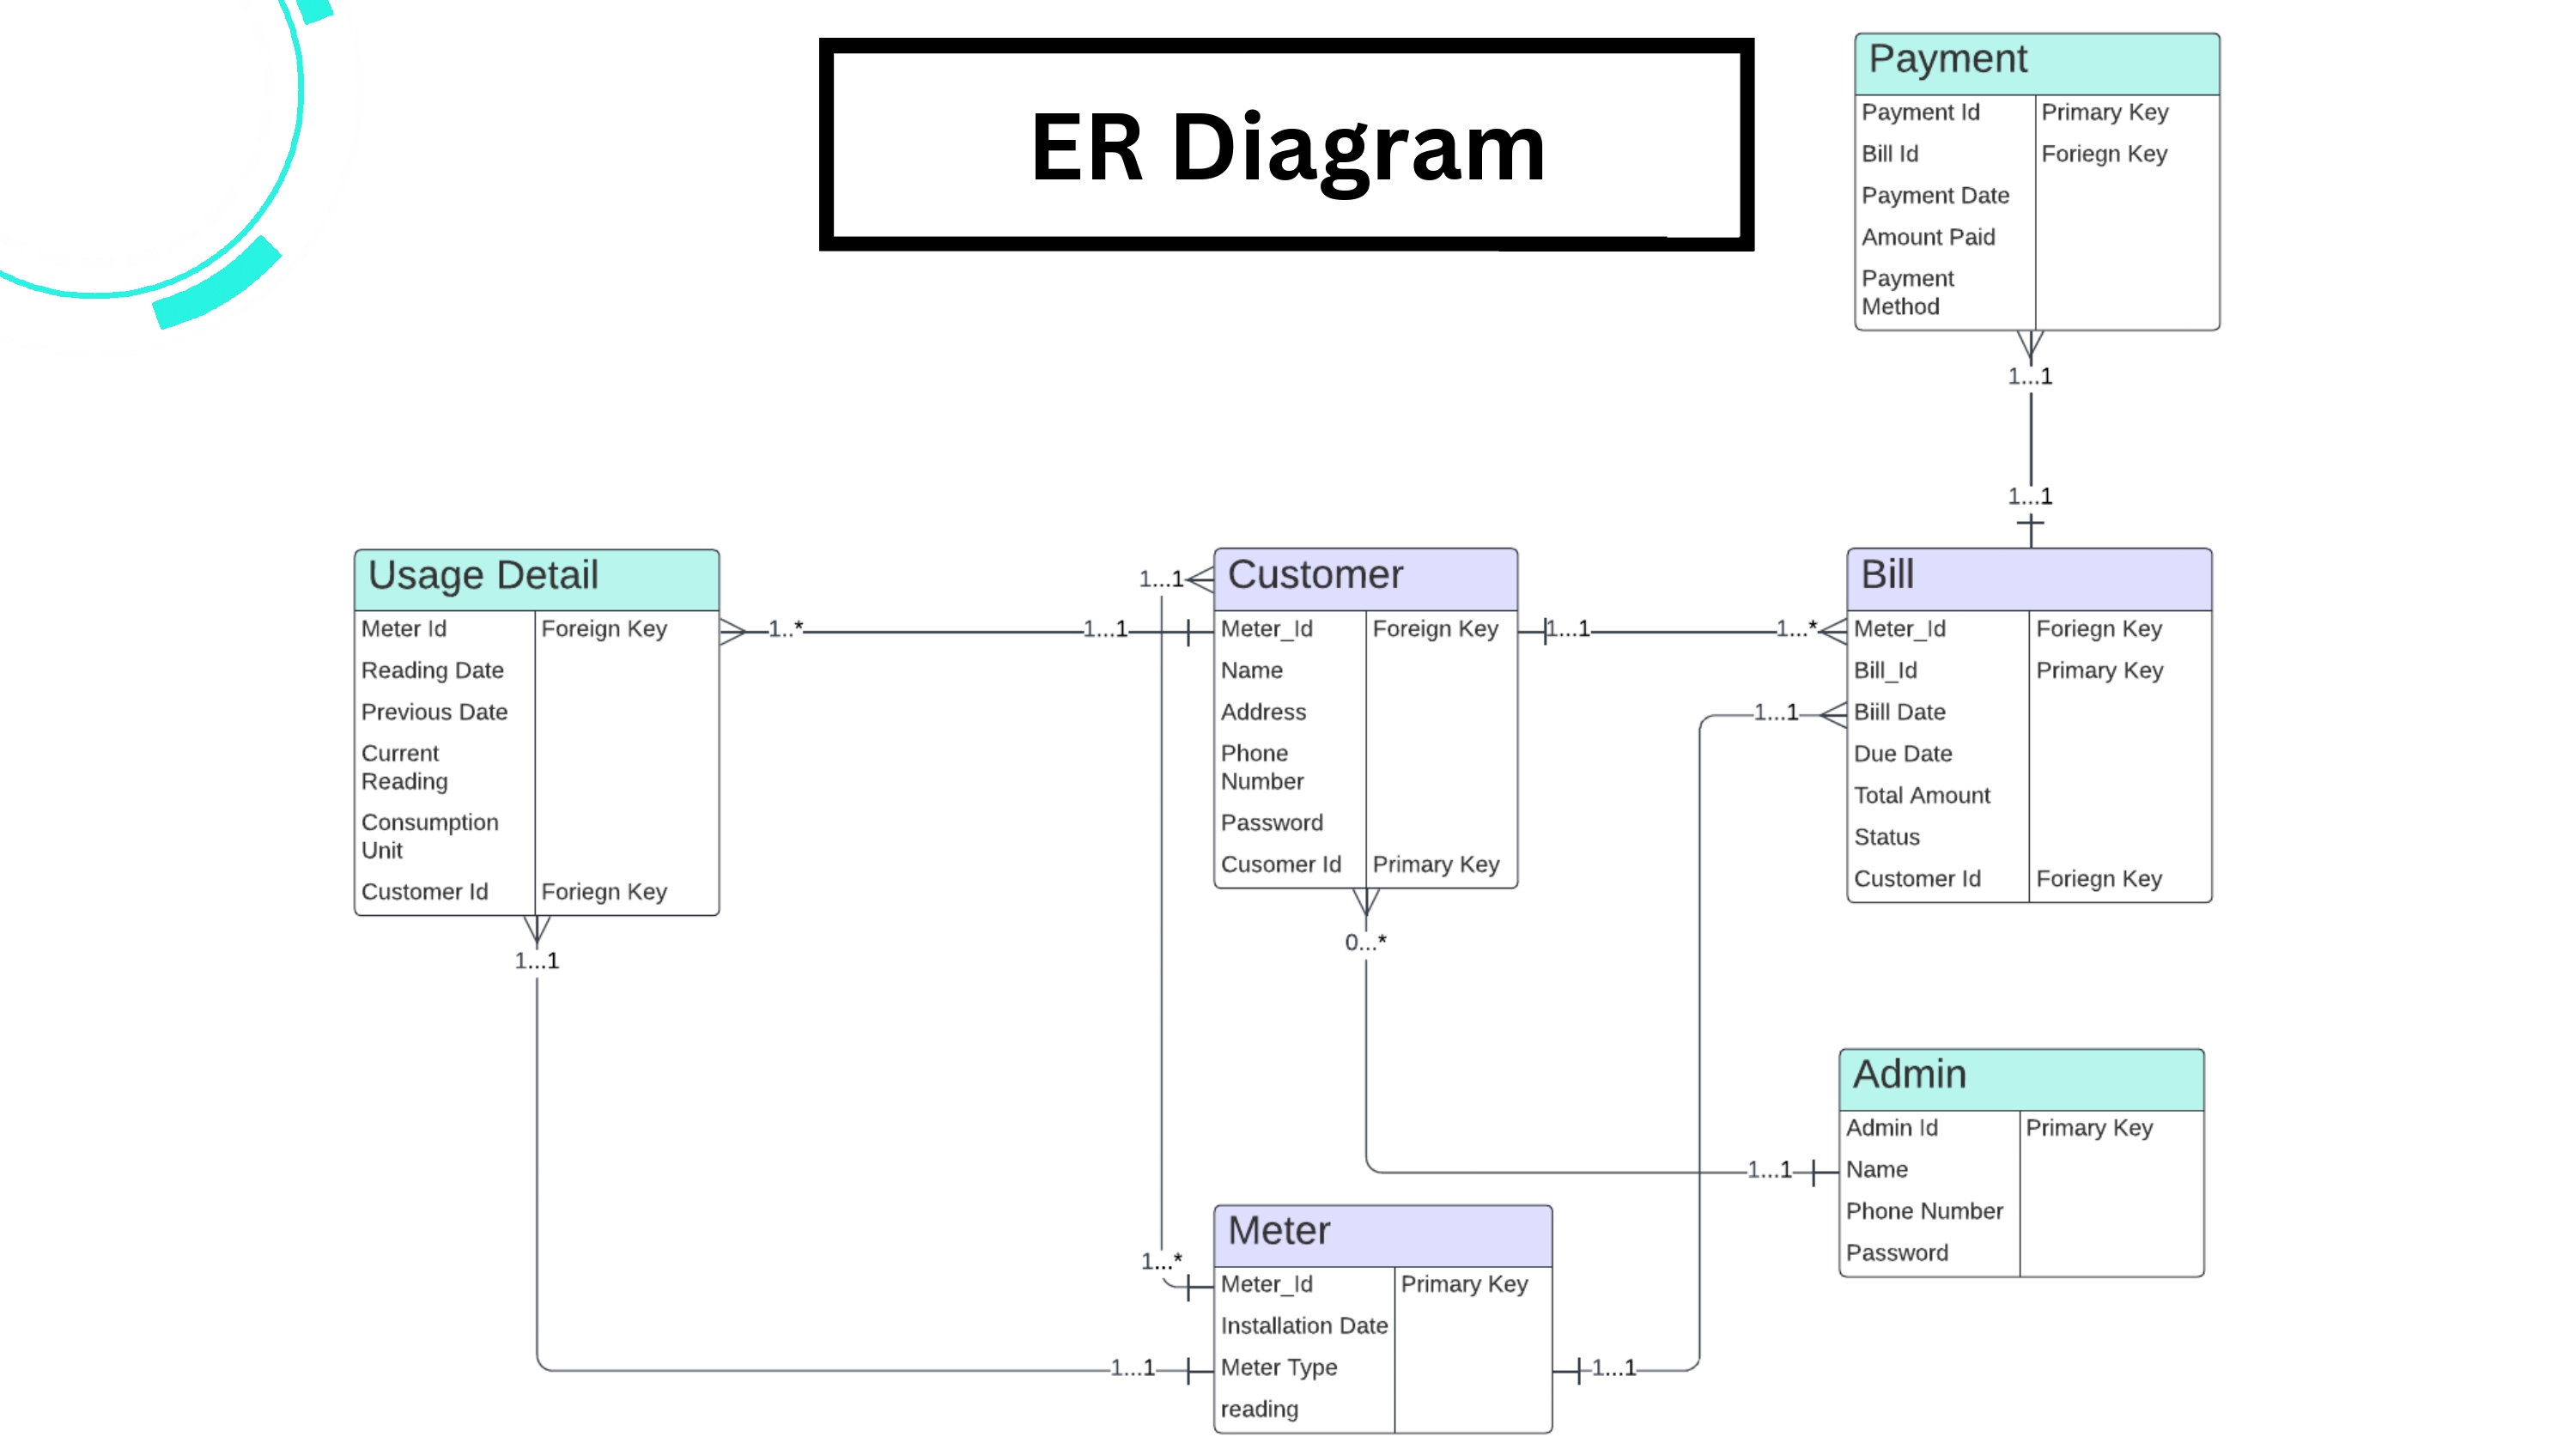 ER Diagram
Payment
Payment Id Primary Key
Bill Id Foriegn Key
Payment Date
Amount Paid
Payment
Method
1...1
1...1
Usage Detail
Meter Id Foreign Key
Reading Date
Previous Date
Current
Reading
Consumption
Unit
Customer Id Foriegn Key
1..*
1...1
1...1
1...1
Customer
Meter_Id Foreign Key
Name
Address
Phone
Number
Password
Cusomer Id Primary Key
1...1
1...*
0...*
Bill
Meter_Id Foriegn Key
Bill_Id Primary Key
Biill Date
Due Date
Total Amount
Status
Customer Id Foriegn Key
1...1
Admin
Admin Id Primary Key
Name
Phone Number
Password
1...1
Meter
Meter_Id Primary Key
Installation Date
Meter Type
reading
1...*
1...1
1...1